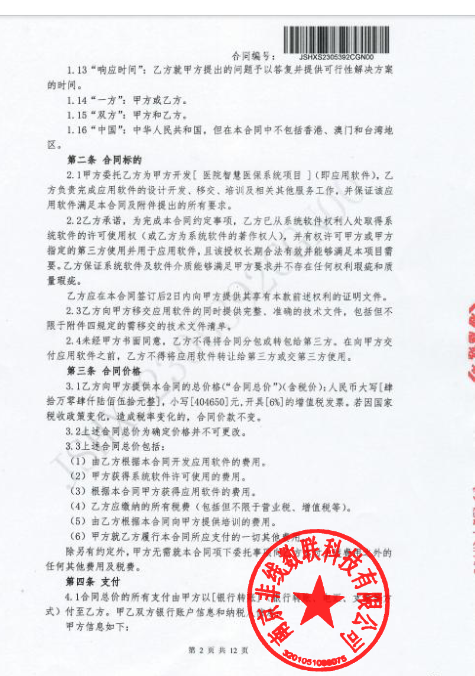 JSHXS2305392CGN00
合同编号：
1.13“响应时间”：乙方就甲方提出的问题予以答复并提供可行性解决方案
的时间。
1.14“一方”：甲方或乙方。
1.15“双方”：甲方和乙方。
1.16“中国”：中华人民共和国，但在本合同中不包括香港、澳门和台湾地
区。
第二条 合同标的
2.1甲方委托乙方为甲方开发[ 医院智慧医保系统项目 ]（即应用软件），乙
方负责完成应用软件的设计开发、移交、培训及相关其他服务工作，并保证该应
用软件满足本合同及附件提出的所有要求。
2.2乙方承诺，为完成本合同约定事项，乙方已从系统软件权利人处取得系
统软件的许可使用权（或乙方为系统软件的著作权人），并有权许可甲方或甲方
指定的第三方使用并用于应用软件，且该授权长期合法有效并能够满足本项目需
要。乙方保证系统软件及软件介质能够满足甲方要求并不存在任何权利瑕疵和质
量瑕疵。
乙方应在本合同签订后2日内向甲方提供其享有本款前述权利的证明文件。
2.3乙方向甲方移交应用软件的同时提供完整、准确的技术文件，包括但不
限于附件四规定的需移交的技术文件清单。
2.4未经甲方书面同意，乙方不得将合同分包或转包给第三方。在向甲方交
付应用软件之前，乙方不得将应用软件转让给第三方或交第三方使用。
第三条 合同价格
3.1乙方向甲方提供本合同的总价格（“合同总价”）（含税价）：人民币大写[肆
拾万零肆仟陆佰伍拾元整]，小写[404650]元，开具[6%]的增值税发票。若因国家
税收政策变化，造成税率变化的，合同价款不变。
3.2上述合同总价为确定价格并不可更改。
3.3上述合同总价包括：
（1）由乙方根据本合同开发应用软件的费用。
（2）甲方获得系统软件许可使用的费用。
（3）根据本合同甲方获得应用软件的费用。
（4）乙方应缴纳的所有税费（包括但不限于营业税、增值税等）。
（5）由乙方根据本合同向甲方提供培训的费用。
（6）甲方就乙方履行本合同所应支付的一切其他费用。
除另有约定外，甲方无需就本合同项下委托事项向乙方支付上述费用之外的
任何其他费用及税费。
第四条 支付
4.1合同总价的所有支付由甲方以[银行转账]（银行转账、
式）付至乙方。甲乙双方银行账户信息和纳税
甲方信息如下：
南京非线数联科技有限公司
3201051088075
第 2 页 共 12 页